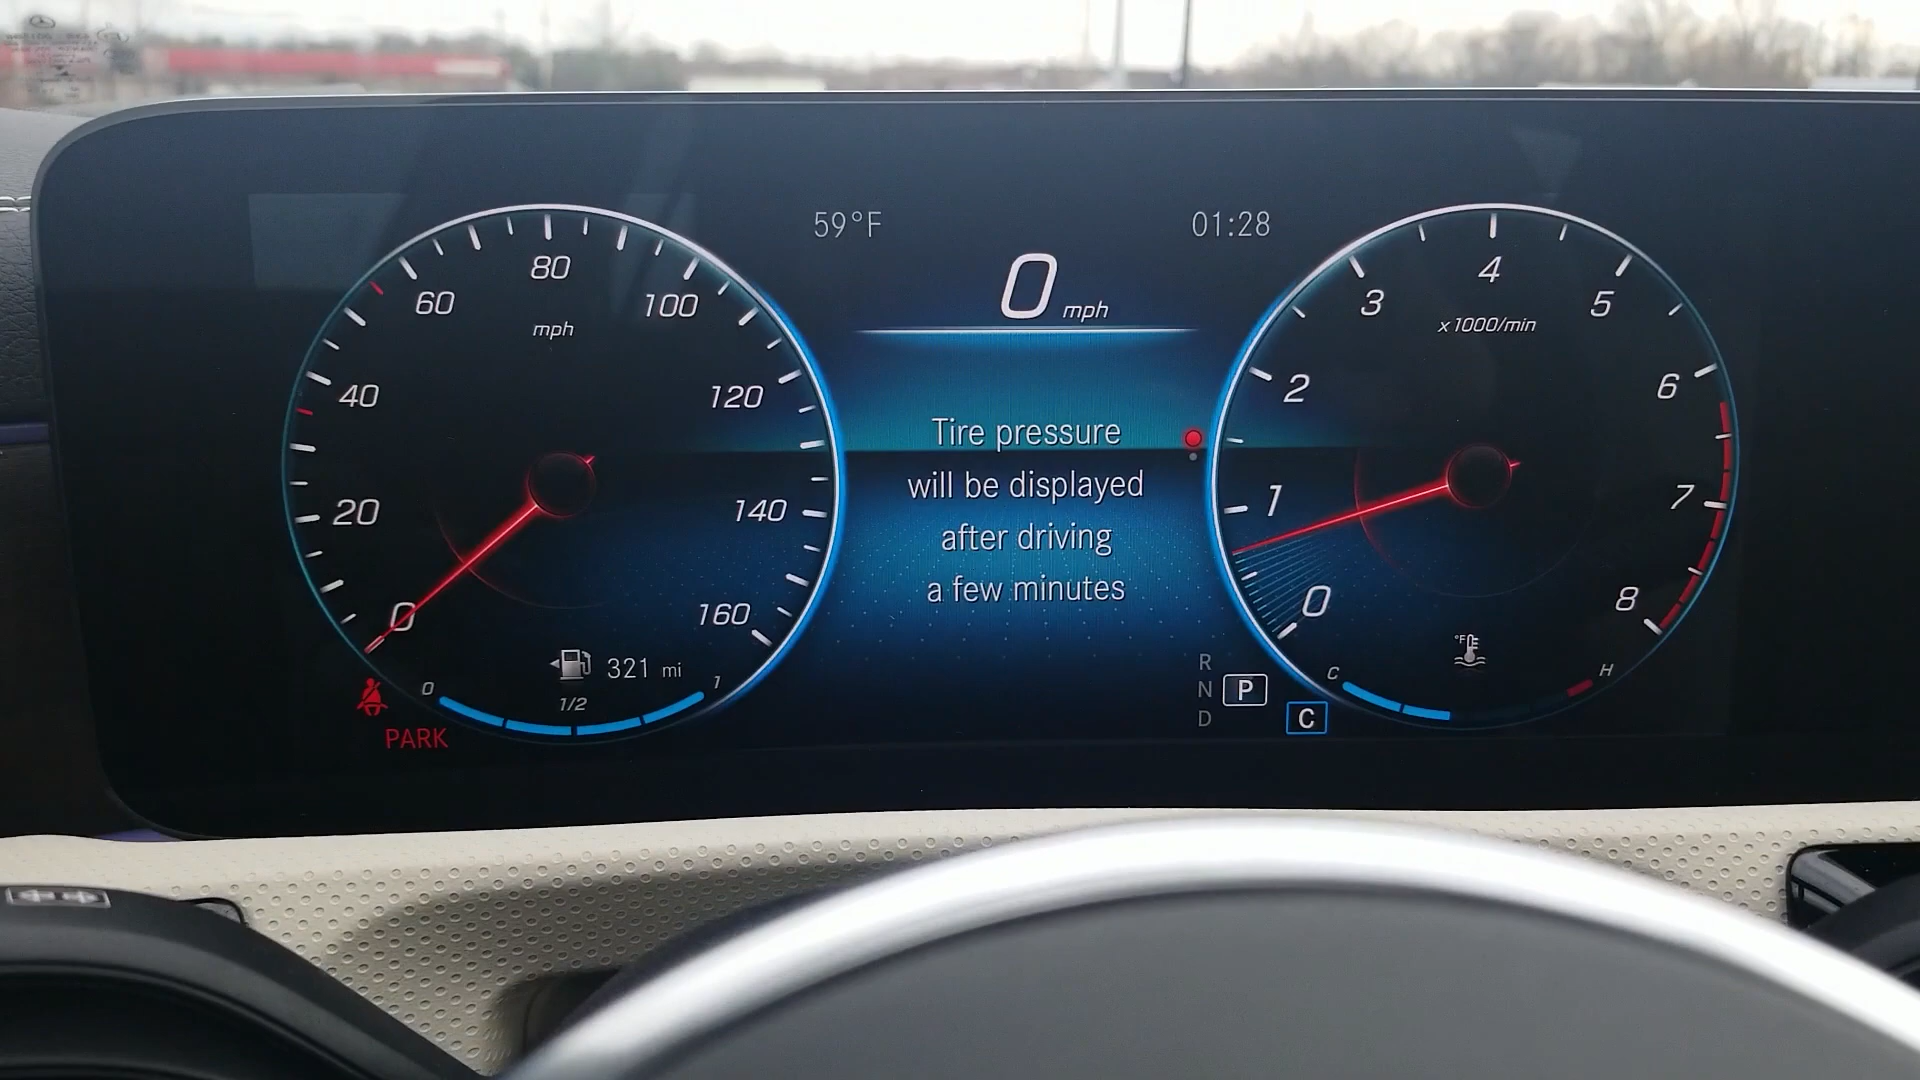 59°F
01:28
0 mph
Tire pressure
will be displayed
after driving
a few minutes
0
20
40
60
80
100
120
140
160
mph
321 mi
0
1/2
1
PARK
0
1
2
3
4
5
6
7
8
x1000/min
°F
C
H
R
N
D
P
C